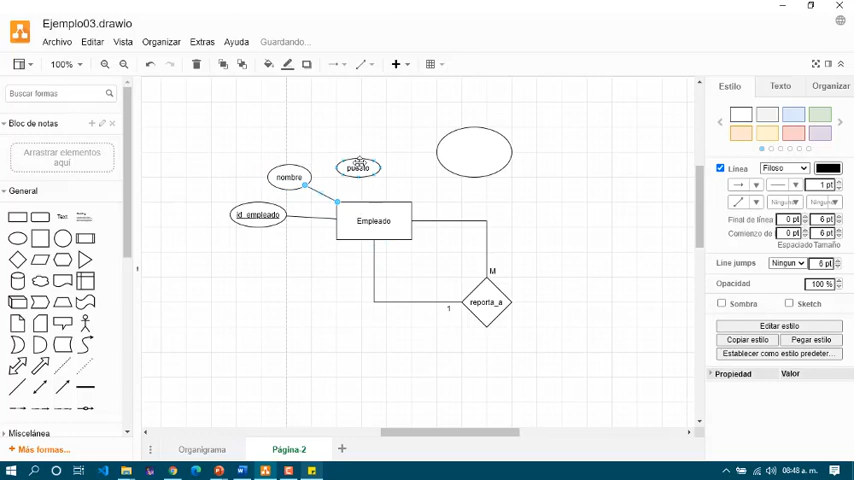 Ejemplo03.drawio
Archivo Editar Vista Organizar Extras Ayuda Guardando...
100%
Buscar formas
Bloc de notas
Arrastrar elementos
aquí
General
Text
Miscelánea
+ Más formas...
puesto
nombre
id_empleado
Empleado
M
reporta_a
1
Organigrama
Página-2
Estilo Texto Organizar
Línea Filoso
1 pt
Ninguno Ninguno
Final de línea 0 pt 6 pt
Comienzo de 0 pt 6 pt
Espaciado Tamaño
Line jumps Ningun 6 pt
Opacidad 100 %
Sombra Sketch
Editar estilo
Copiar estilo Pegar estilo
Establecer como estilo predeter...
Propiedad Valor
08:48 a. m.